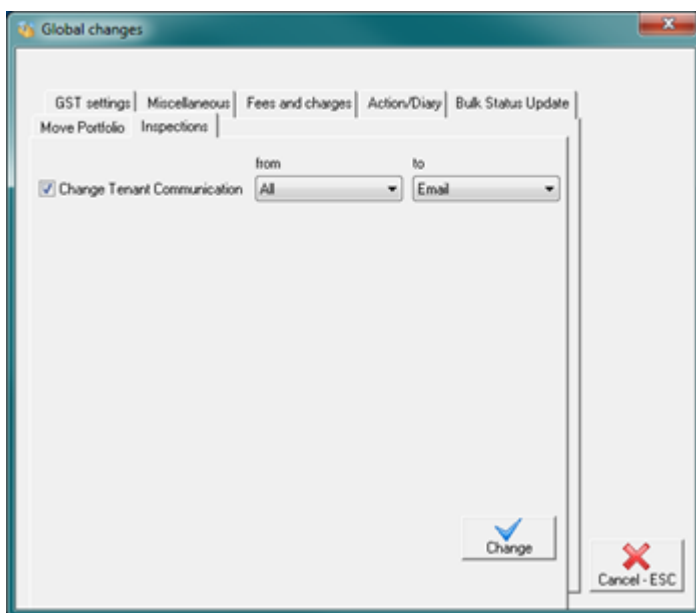 Global changes
GST settings Miscellaneous Fees and charges Action/Diary Bulk Status Update
Move Portfolio Inspections
from to
Change Tenant Communication All Email
Change
Cancel - ESC